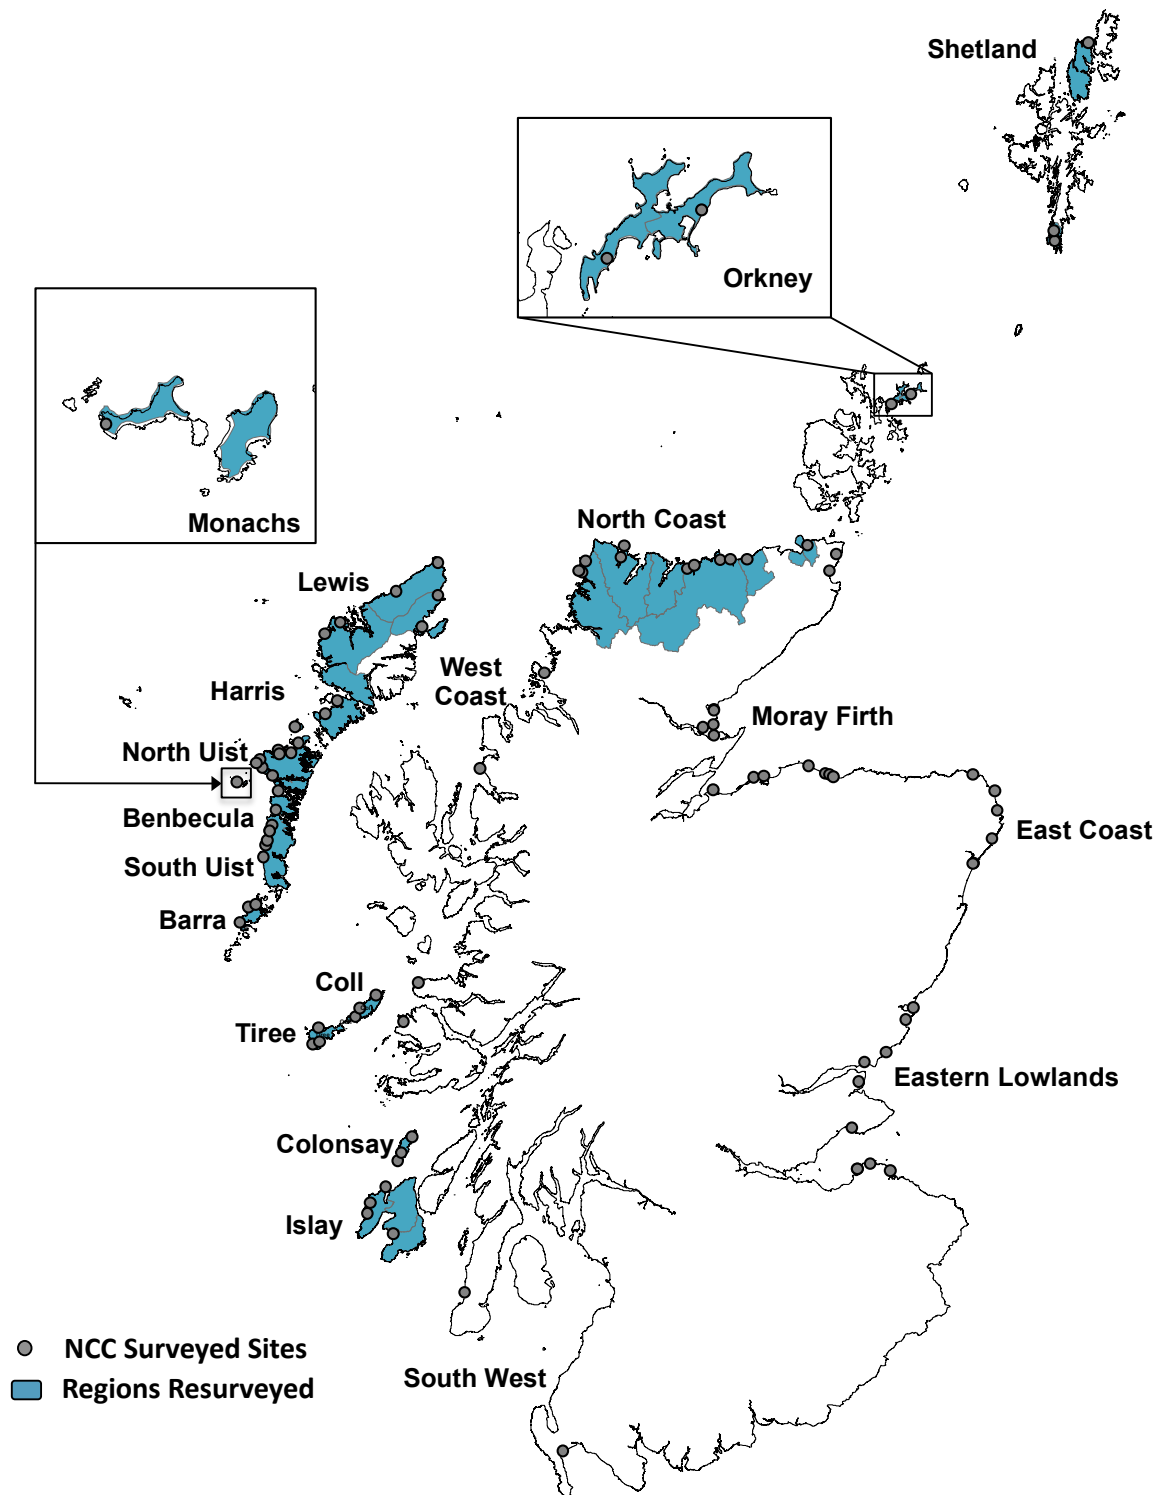 Shetland
Orkney
Monachs
North Coast
Lewis
West
Coast
Harris
Moray Firth
North Uist
Benbecula
East Coast
South Uist
Barra
Coll
Tiree
Eastern Lowlands
Colonsay
Islay
NCC Surveyed Sites
South West
Regions Resurveyed